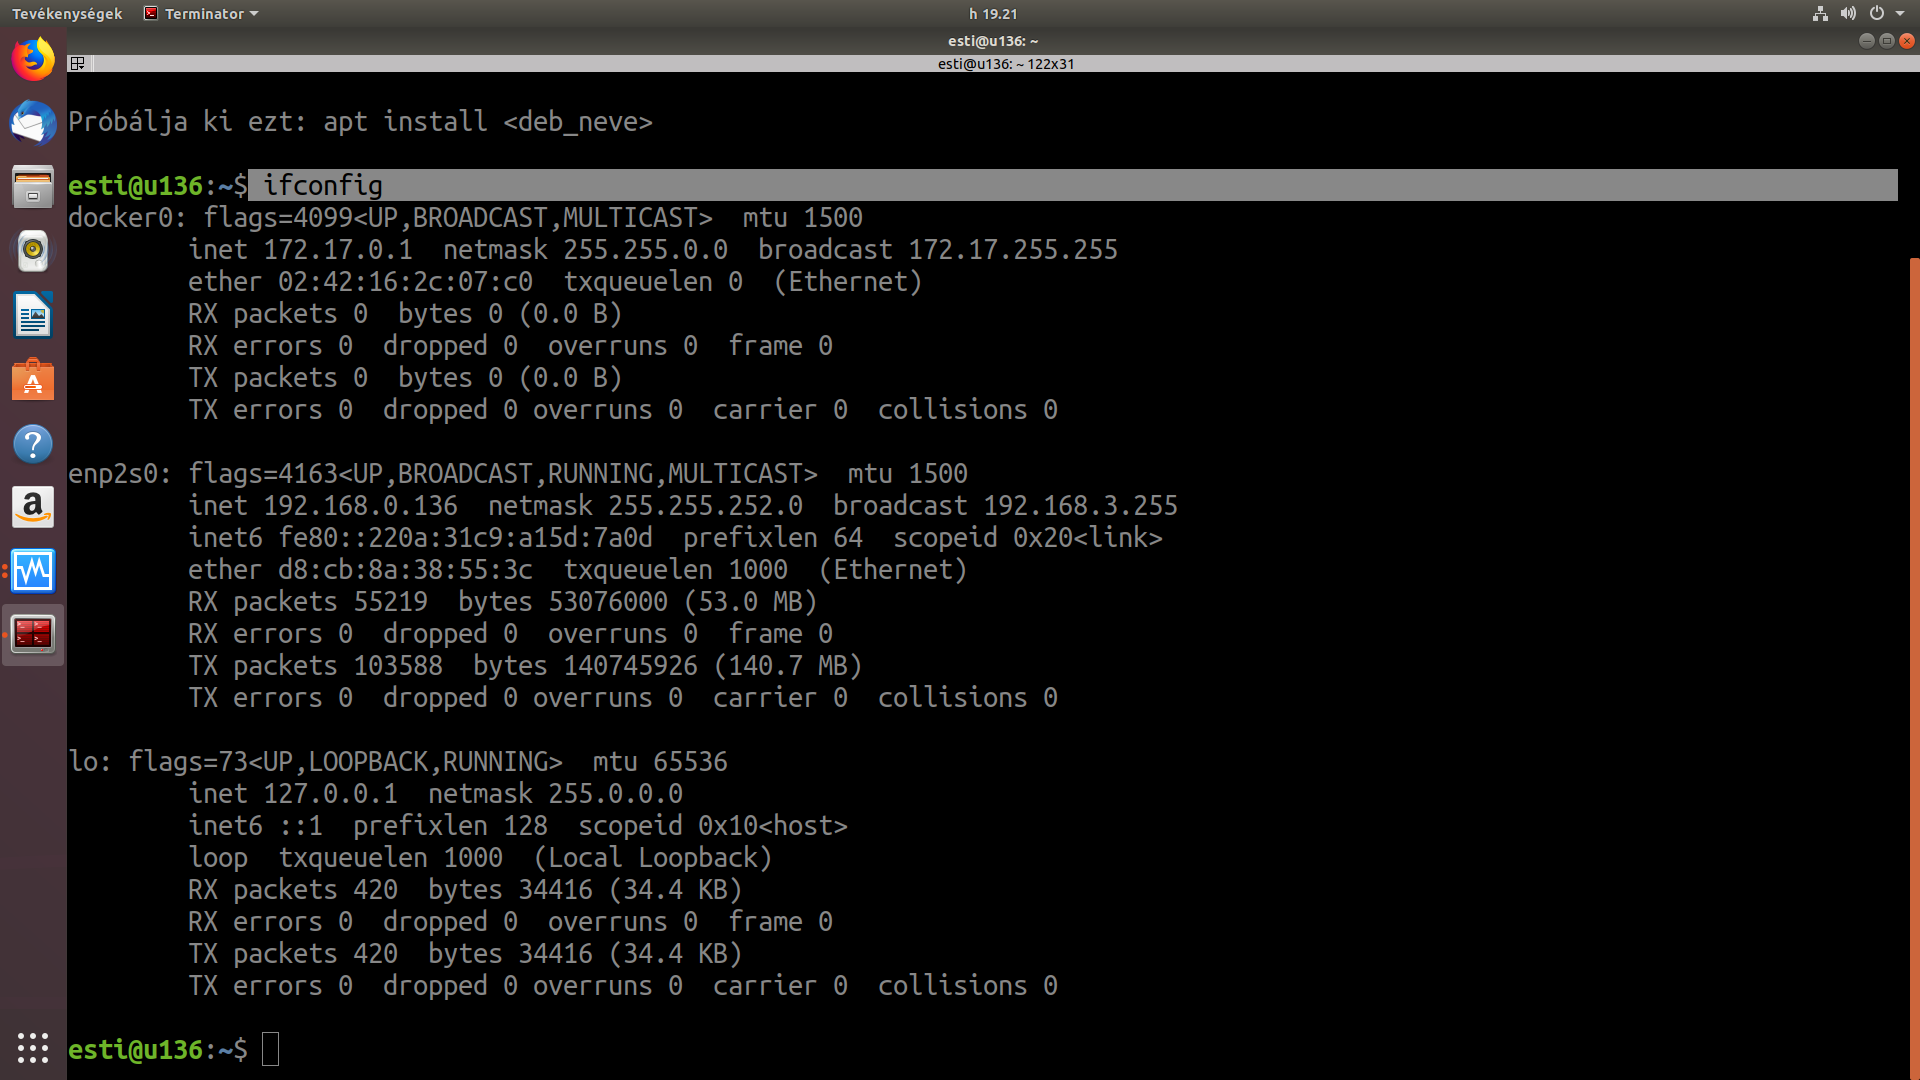 Tevékenységek Terminator h 19.21
esti@u136: ~
esti@u136: ~ 122x31
Próbálja ki ezt: apt install <deb_neve>
esti@u136:~$ ifconfig
docker0: flags=4099<UP,BROADCAST,MULTICAST>  mtu 1500
        inet 172.17.0.1  netmask 255.255.0.0  broadcast 172.17.255.255
        ether 02:42:16:2c:07:c0  txqueuelen 0  (Ethernet)
        RX packets 0  bytes 0 (0.0 B)
        RX errors 0  dropped 0  overruns 0  frame 0
        TX packets 0  bytes 0 (0.0 B)
        TX errors 0  dropped 0 overruns 0  carrier 0  collisions 0
enp2s0: flags=4163<UP,BROADCAST,RUNNING,MULTICAST>  mtu 1500
        inet 192.168.0.136  netmask 255.255.252.0  broadcast 192.168.3.255
        inet6 fe80::220a:31c9:a15d:7a0d  prefixlen 64  scopeid 0x20<link>
        ether d8:cb:8a:38:55:3c  txqueuelen 1000  (Ethernet)
        RX packets 55219  bytes 53076000 (53.0 MB)
        RX errors 0  dropped 0  overruns 0  frame 0
        TX packets 103588  bytes 140745926 (140.7 MB)
        TX errors 0  dropped 0 overruns 0  carrier 0  collisions 0
lo: flags=73<UP,LOOPBACK,RUNNING>  mtu 65536
        inet 127.0.0.1  netmask 255.0.0.0
        inet6 ::1  prefixlen 128  scopeid 0x10<host>
        loop  txqueuelen 1000  (Local Loopback)
        RX packets 420  bytes 34416 (34.4 KB)
        RX errors 0  dropped 0  overruns 0  frame 0
        TX packets 420  bytes 34416 (34.4 KB)
        TX errors 0  dropped 0 overruns 0  carrier 0  collisions 0
esti@u136:~$